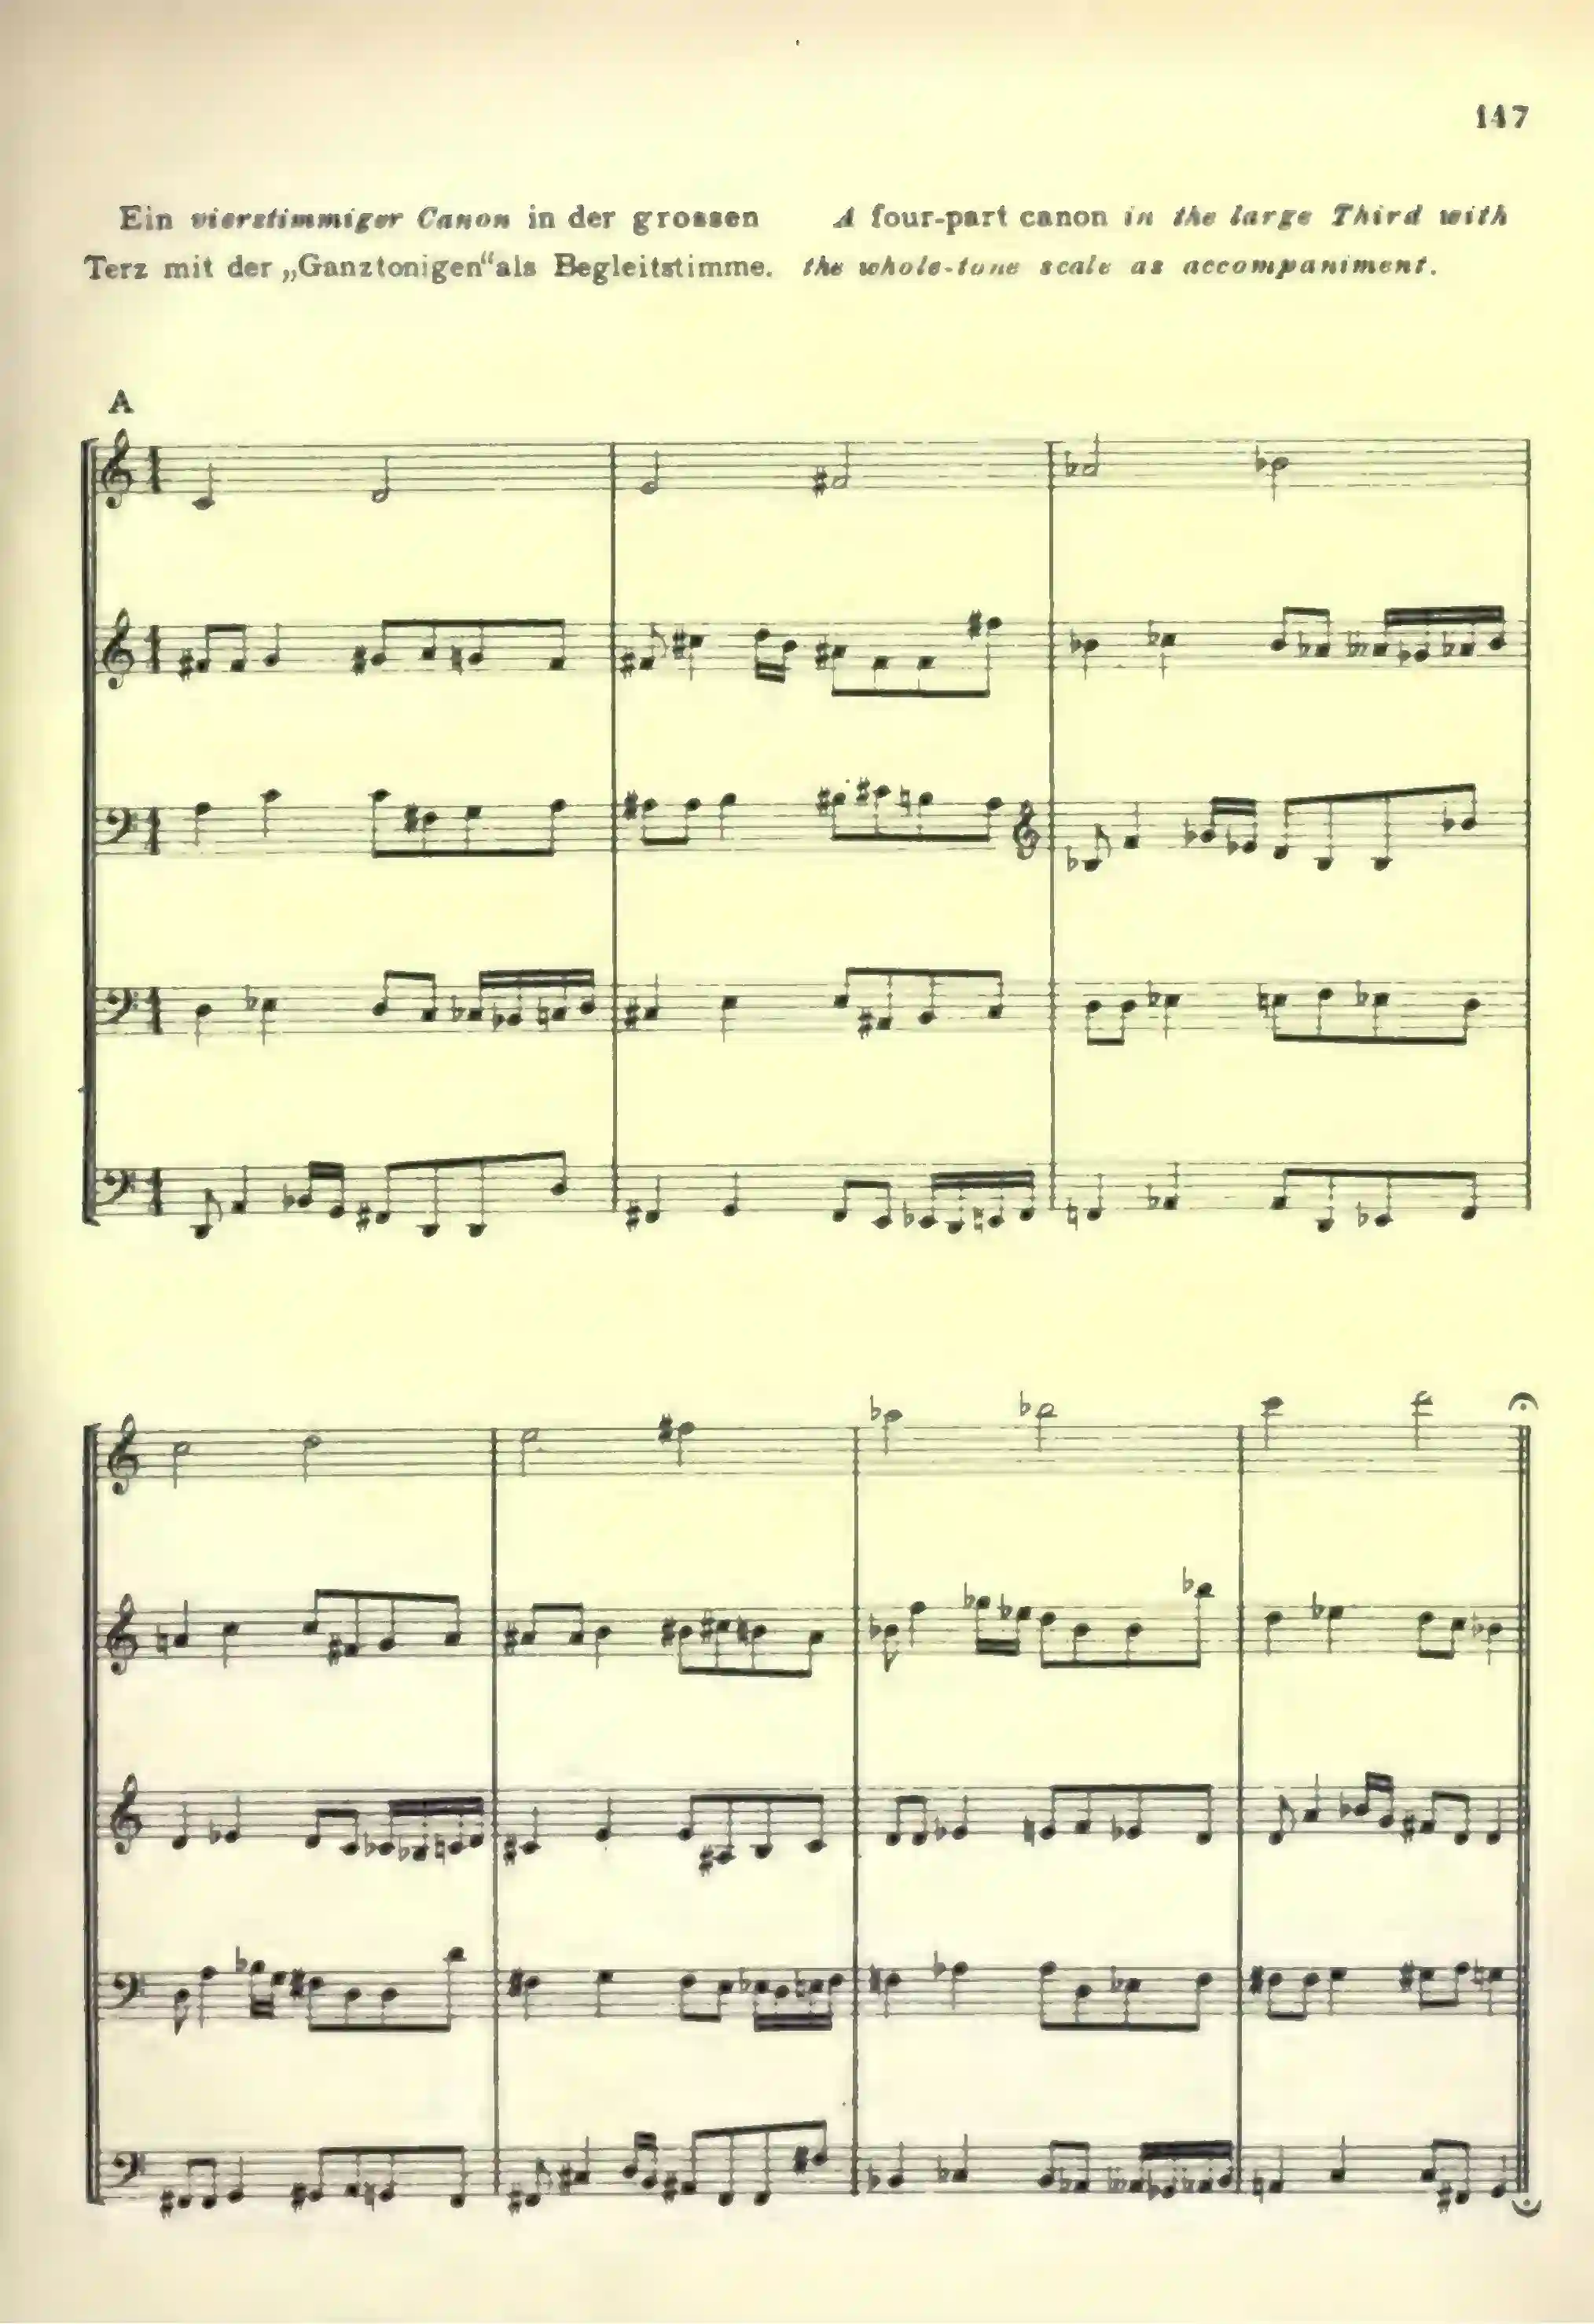 147
Ein vierstimmiger Canon in der grossen
Terz mit der „Ganztonigen“ als Begleitstimme.
A four-part canon in the large Third with
the whole-tone scale as accompaniment.
A